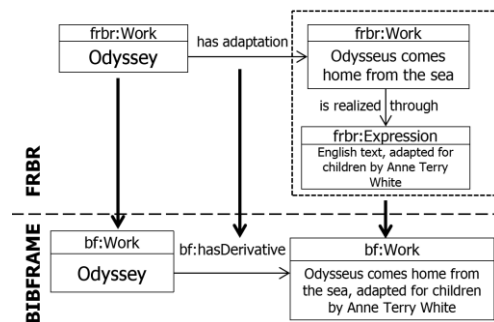 frbr:Work
Odyssey
has adaptation
frbr:Work
Odysseus comes
home from the sea
is realized through
frbr:Expression
English text, adapted for
children by Anne Terry
White
FRBR
BIBFRAME
bf:Work
Odyssey
bf:hasDerivative
bf:Work
Odysseus comes home from
the sea, adapted for children
by Anne Terry White